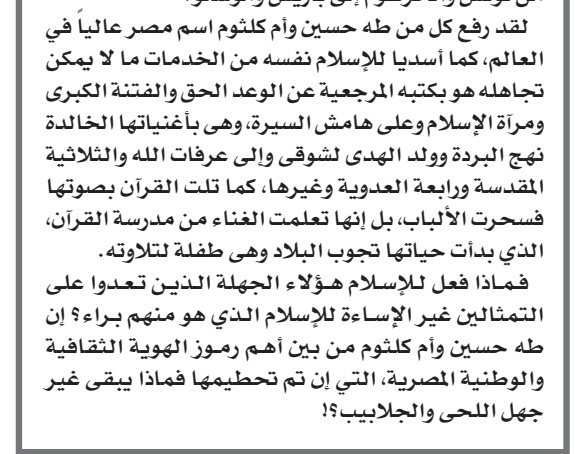 لقد رفع كل من طه حسين وأم كلثوم اسم مصر عالياً في
العالم، كما أسديا للإسلام نفسه من الخدمات ما لا يمكن
تجاهله هو بكتبه المرجعية عن الوعد الحق والفتنة الكبرى
ومرآة الإسلام وعلى هامش السيرة، وهى بأغنياتها الخالدة
نهج البردة وولد الهدى لشوقى وإلى عرفات الله والثلاثية
المقدسة ورابعة العدوية وغيرها، كما تلت القرآن بصوتها
فسحرت الألباب، بل إنها تعلمت الغناء من مدرسة القرآن،
الذي بدأت حياتها تجوب البلاد وهى طفلة لتلاوته.
فماذا فعل للإسلام هؤلاء الجهلة الذين تعدوا على
التمثالين غير الإساءة للإسلام الذي هو منهم براء؟ إن
طه حسين وأم كلثوم من بين أهم رموز الهوية الثقافية
والوطنية المصرية، التي إن تم تحطيمها فماذا يبقى غير
جهل اللحى والجلابيب؟!